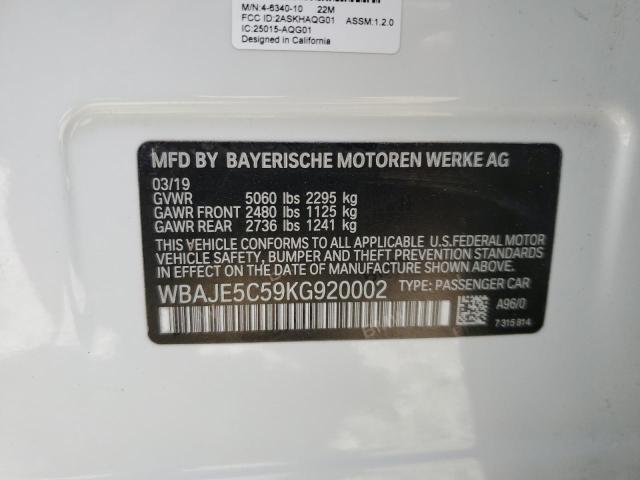 M/N:4-6340-10 22M
FCC ID:2ASKHAQG01 ASSM:1.2.0
IC:25015-AQG01
Designed in California
MFD BY BAYERISCHE MOTOREN WERKE AG
03/19
GVWR 5060 lbs 2295 kg
GAWR FRONT 2480 lbs 1125 kg
GAWR REAR 2736 lbs 1241 kg
THIS VEHICLE CONFORMS TO ALL APPLICABLE U.S.FEDERAL MOTOR
VEHICLE SAFETY, BUMPER AND THEFT PREVENTION STANDARDS
IN EFFECT ON THE DATE OF MANUFACTURE SHOWN ABOVE.
WBAJE5C59KG920002 TYPE: PASSENGER CAR
A96/0
7 315 814